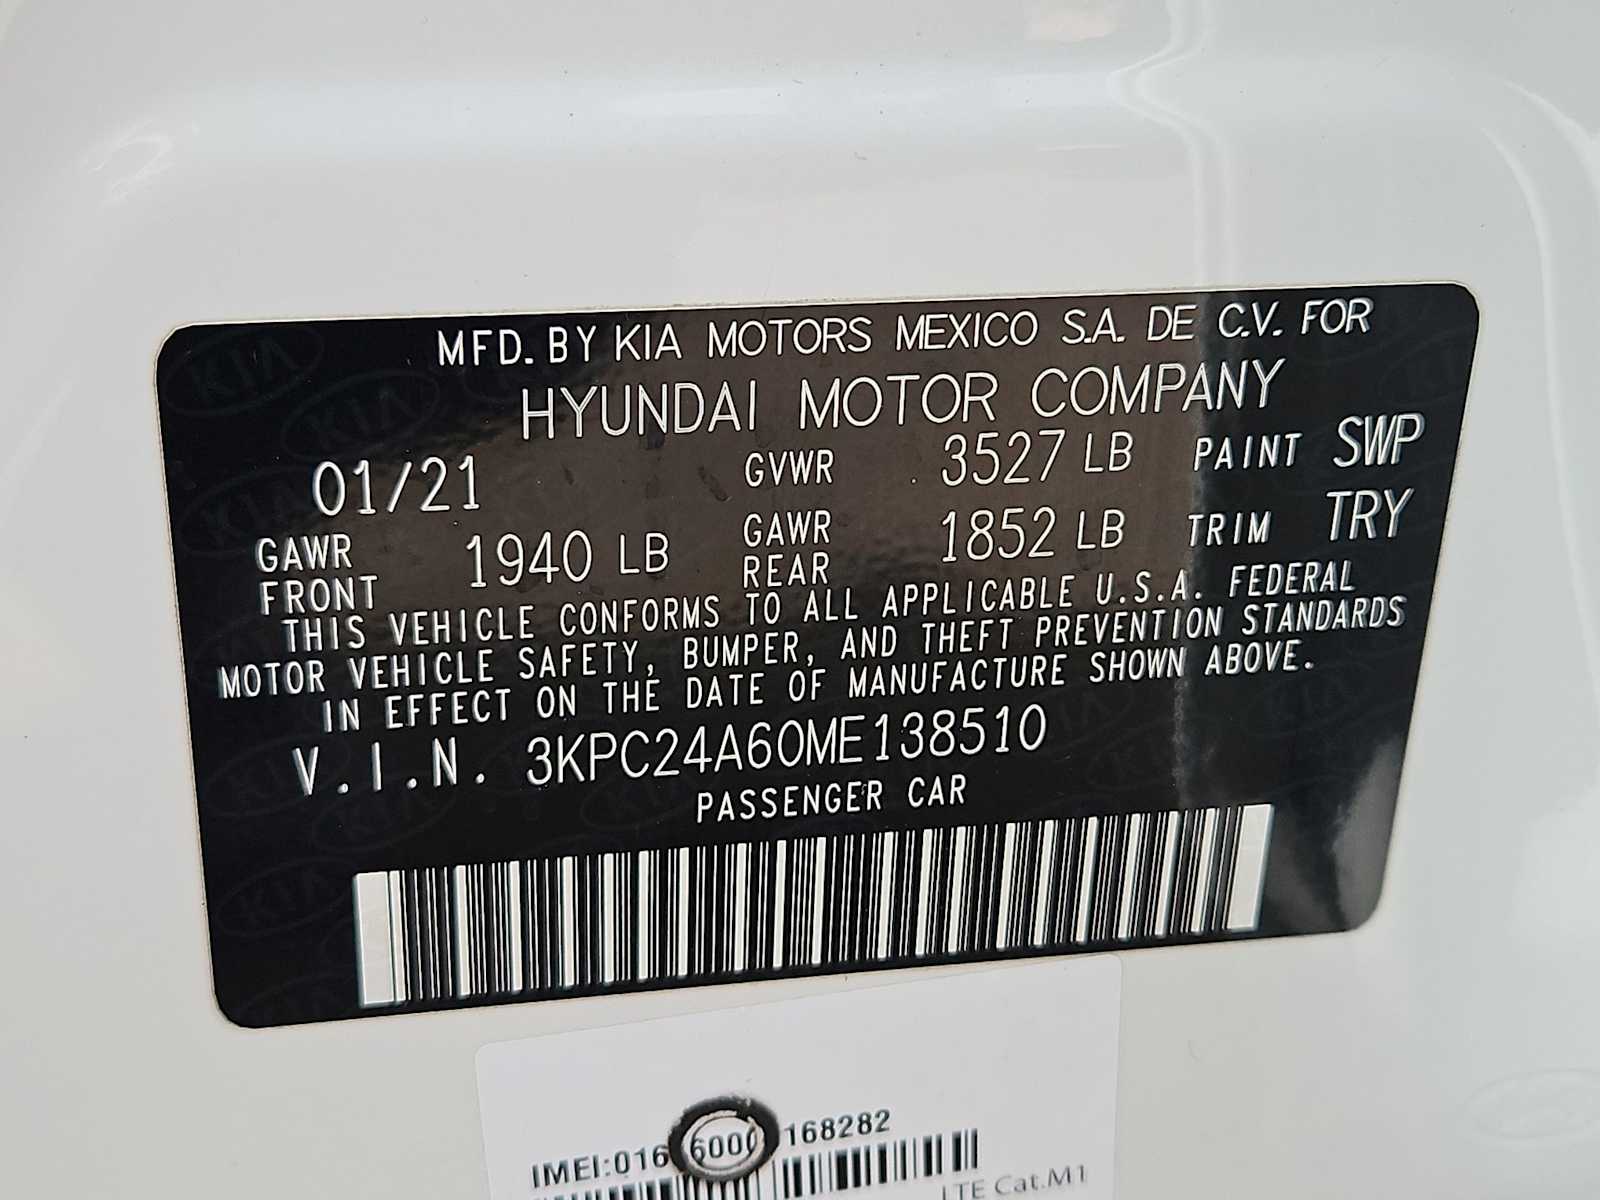 MFD. BY KIA MOTORS MEXICO S.A. DE C.V. FOR
HYUNDAI MOTOR COMPANY
01/21 GVWR 3527 LB PAINT SWP
GAWR FRONT 1940 LB GAWR REAR 1852 LB TRIM TRY
THIS VEHICLE CONFORMS TO ALL APPLICABLE U.S.A. FEDERAL
MOTOR VEHICLE SAFETY, BUMPER, AND THEFT PREVENTION STANDARDS
IN EFFECT ON THE DATE OF MANUFACTURE SHOWN ABOVE.
V.I.N. 3KPC24A60ME138510
PASSENGER CAR
IMEI:016 6000 168282
LTE Cat.M1